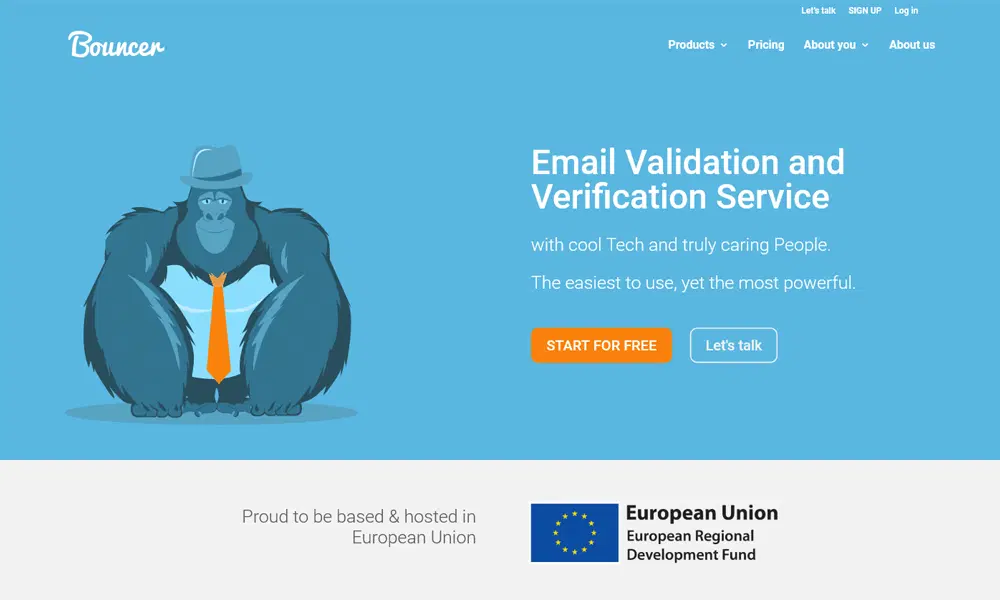 Let's talk SIGN UP Log in
Bouncer
Products Pricing About you About us
Email Validation and
Verification Service
with cool Tech and truly caring People.
The easiest to use, yet the most powerful.
START FOR FREE Let's talk
Proud to be based & hosted in
European Union
European Union
European Regional
Development Fund